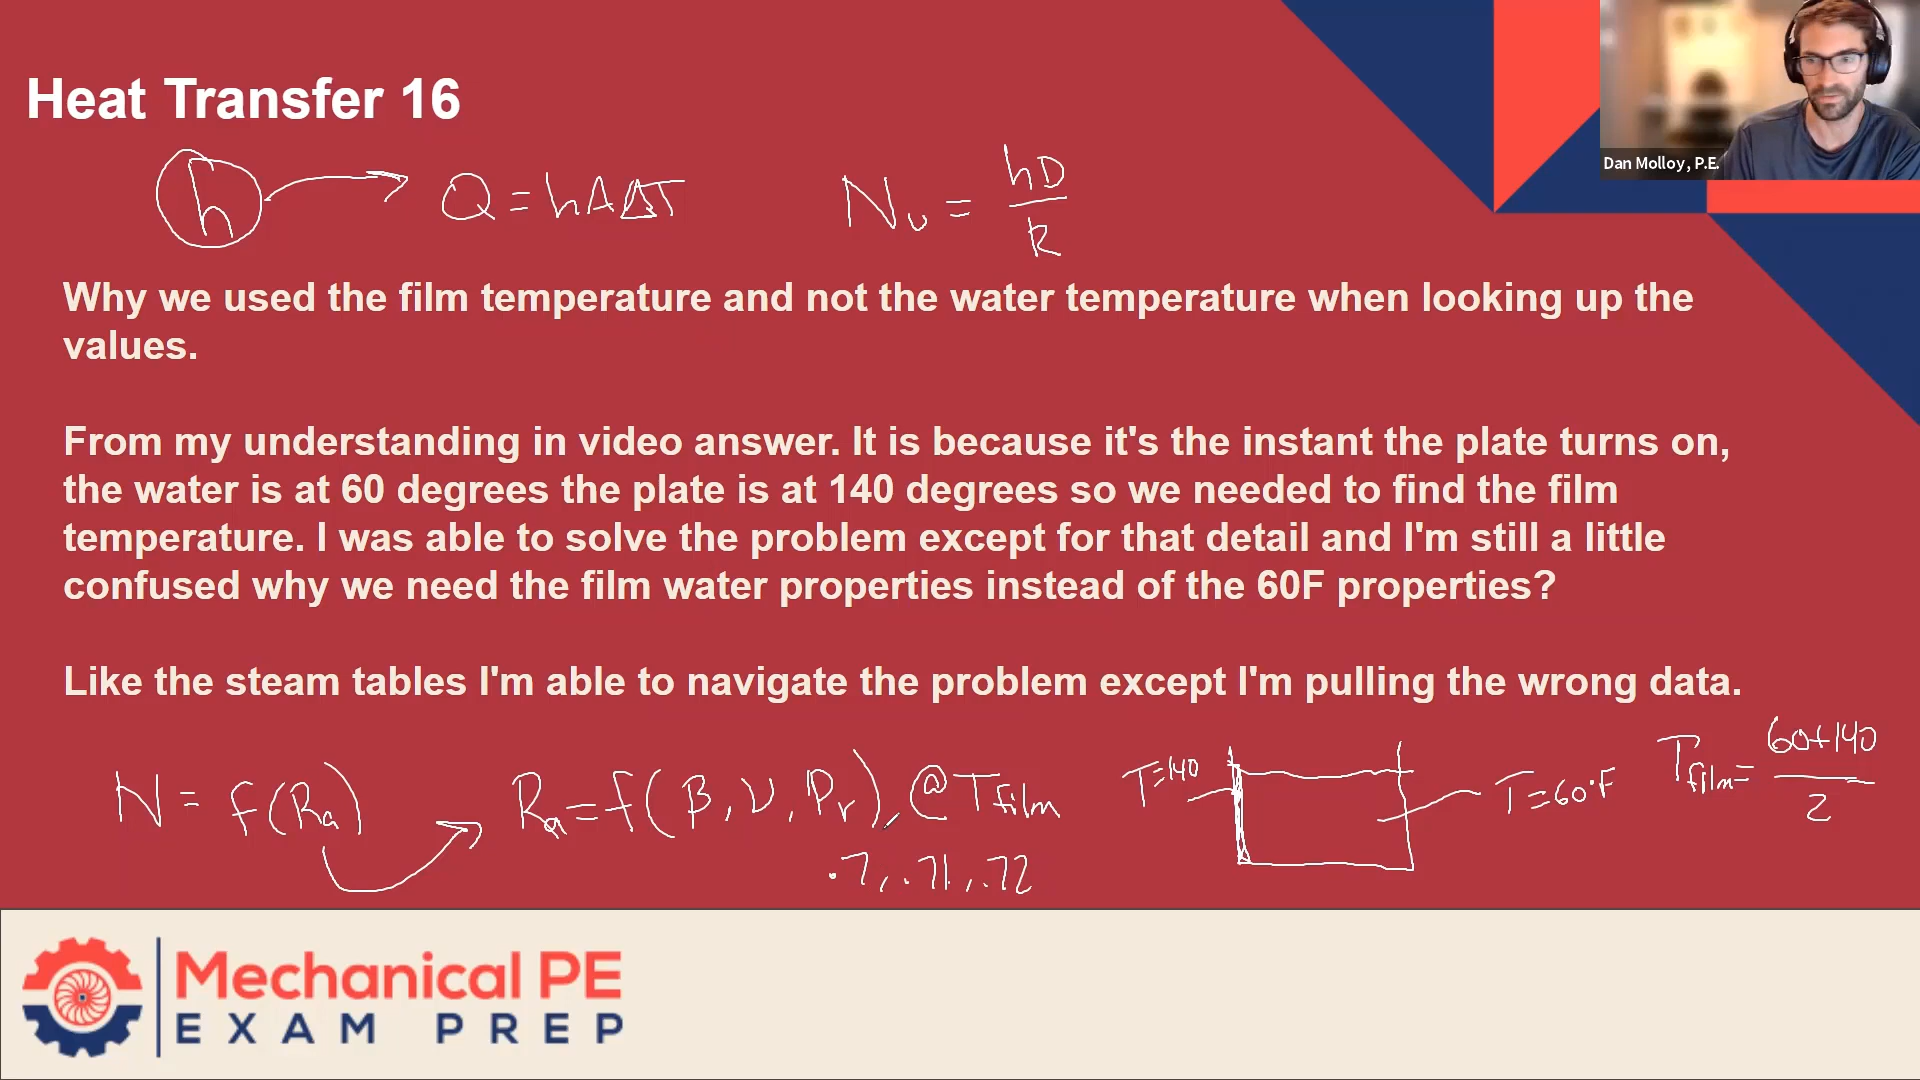 Heat Transfer 16
Dan Molloy, P.E.
h → Q = hAΔT
Nu = hD/k
Why we used the film temperature and not the water temperature when looking up the
values.
From my understanding in video answer. It is because it's the instant the plate turns on,
the water is at 60 degrees the plate is at 140 degrees so we needed to find the film
temperature. I was able to solve the problem except for that detail and I'm still a little
confused why we need the film water properties instead of the 60F properties?
Like the steam tables I'm able to navigate the problem except I'm pulling the wrong data.
N = f(Ra)
Ra = f(β, ν, Pr), @ Tfilm
.7, .71, .72
T=140
T=60°F
Tfilm = 60+140/2
Mechanical PE
EXAM PREP